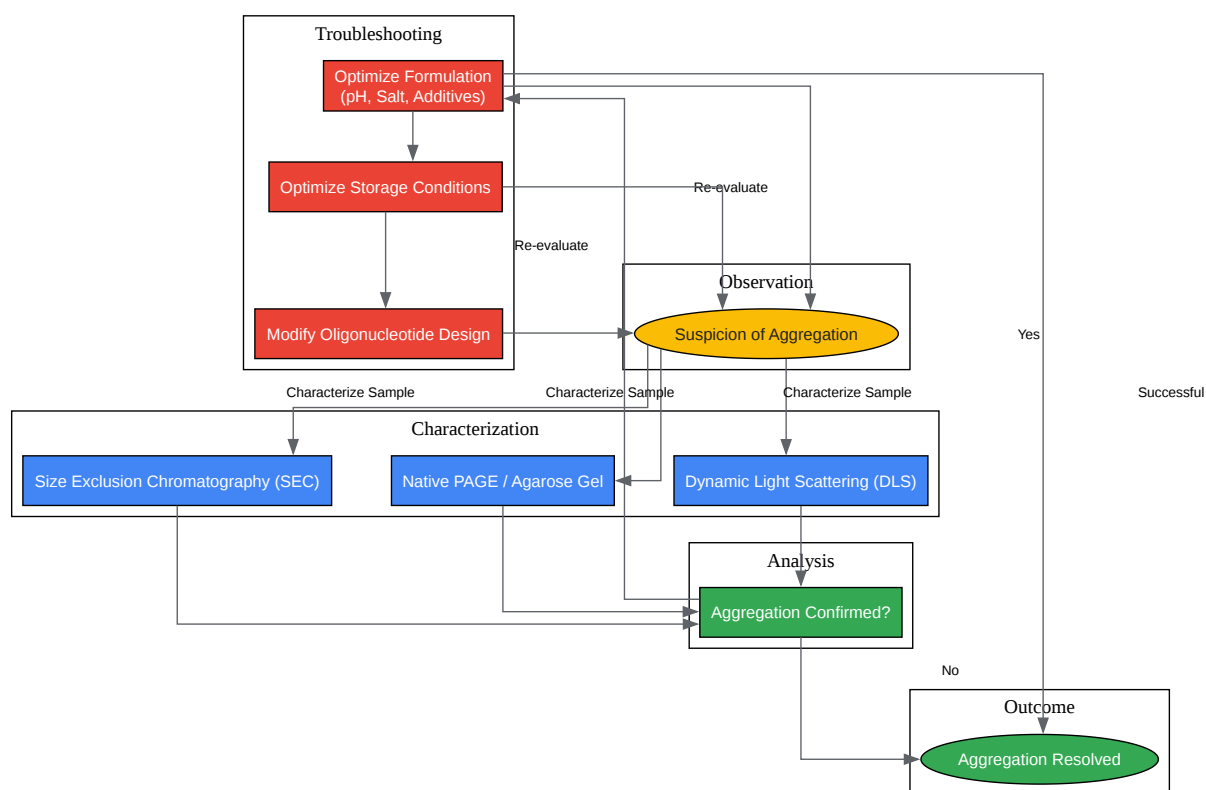 Troubleshooting
Optimize Formulation
(pH, Salt, Additives)
Optimize Storage Conditions
Re-evaluate
Re-evaluate
Observation
Modify Oligonucleotide Design
Suspicion of Aggregation
Yes
Characterize Sample
Characterize Sample
Characterize Sample
Successful
Characterization
Size Exclusion Chromatography (SEC)
Native PAGE / Agarose Gel
Dynamic Light Scattering (DLS)
Analysis
Aggregation Confirmed?
No
Outcome
Aggregation Resolved